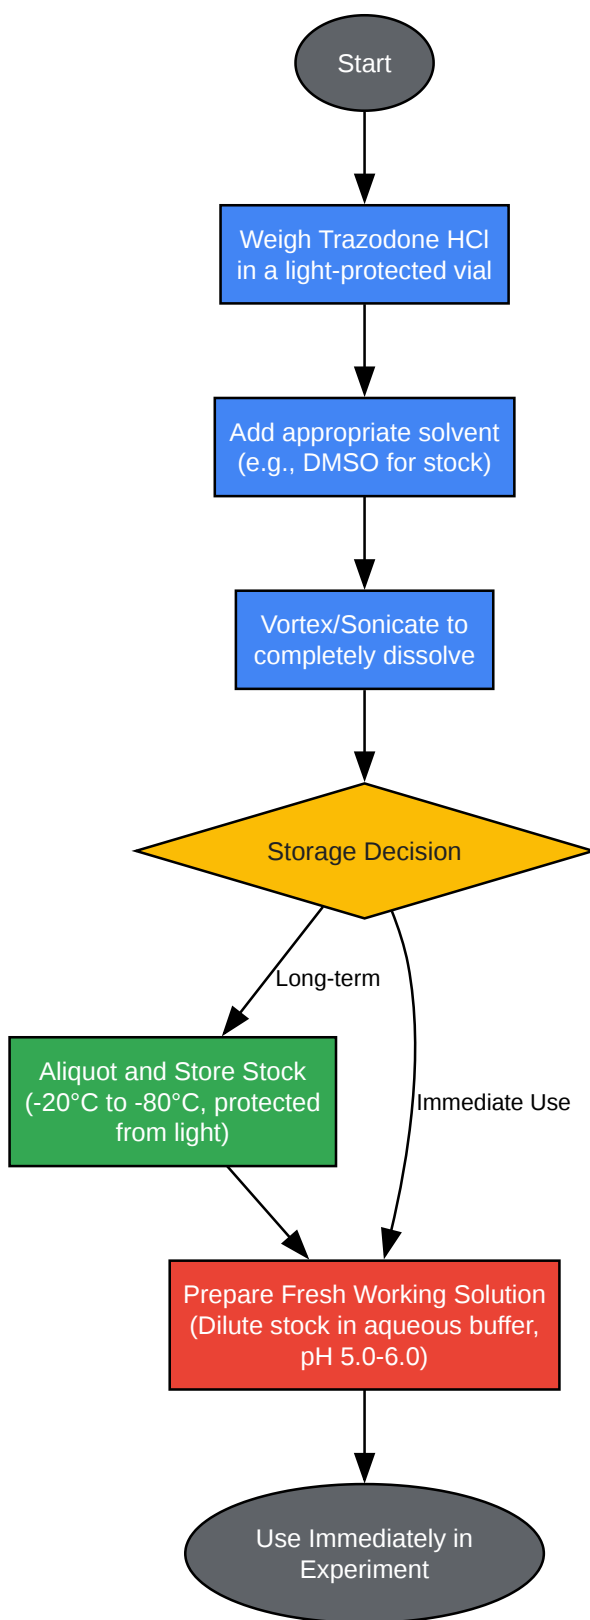 Start
Weigh Trazodone HCl
in a light-protected vial
Add appropriate solvent
(e.g., DMSO for stock)
Vortex/Sonicate to
completely dissolve
Storage Decision
Long-term
Aliquot and Store Stock
(-20°C to -80°C, protected
from light)
Immediate Use
Prepare Fresh Working Solution
(Dilute stock in aqueous buffer,
pH 5.0-6.0)
Use Immediately in
Experiment